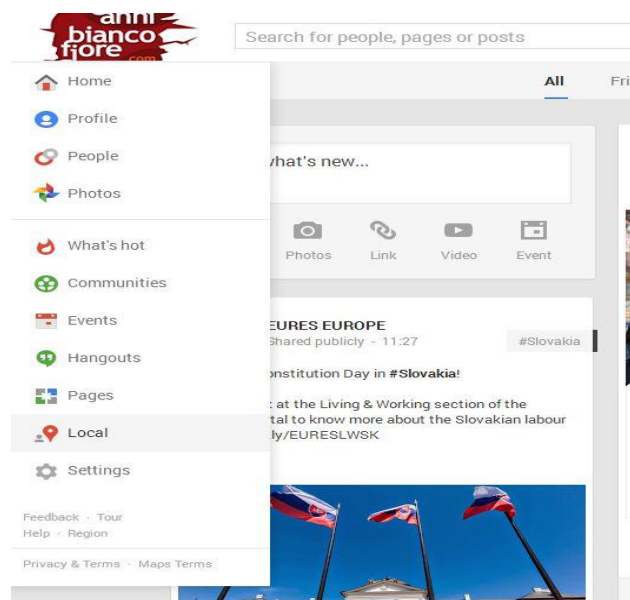 anni
bianco
fiore
.com
Search for people, pages or posts
Home
Profile
People
Photos
What's hot
Communities
Events
Hangouts
Pages
Local
Settings
Feedback · Tour
Help · Region
Privacy & Terms · Maps Terms
All
Fri
what's new...
Photos
Link
Video
Event
EURES EUROPE
Shared publicly - 11:27
#Slovakia
onstitution Day in #Slovakia!
at the Living & Working section of the
tal to know more about the Slovakian labour
ly/EURESLWSK